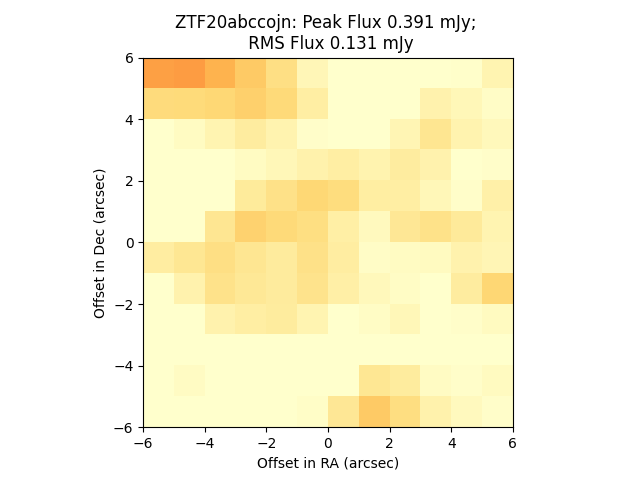 ZTF20abccojn: Peak Flux 0.391 mJy;
RMS Flux 0.131 mJy
6
4
2
0
−2
−4
−6
Offset in Dec (arcsec)
−6 −4 −2 0 2 4 6
Offset in RA (arcsec)